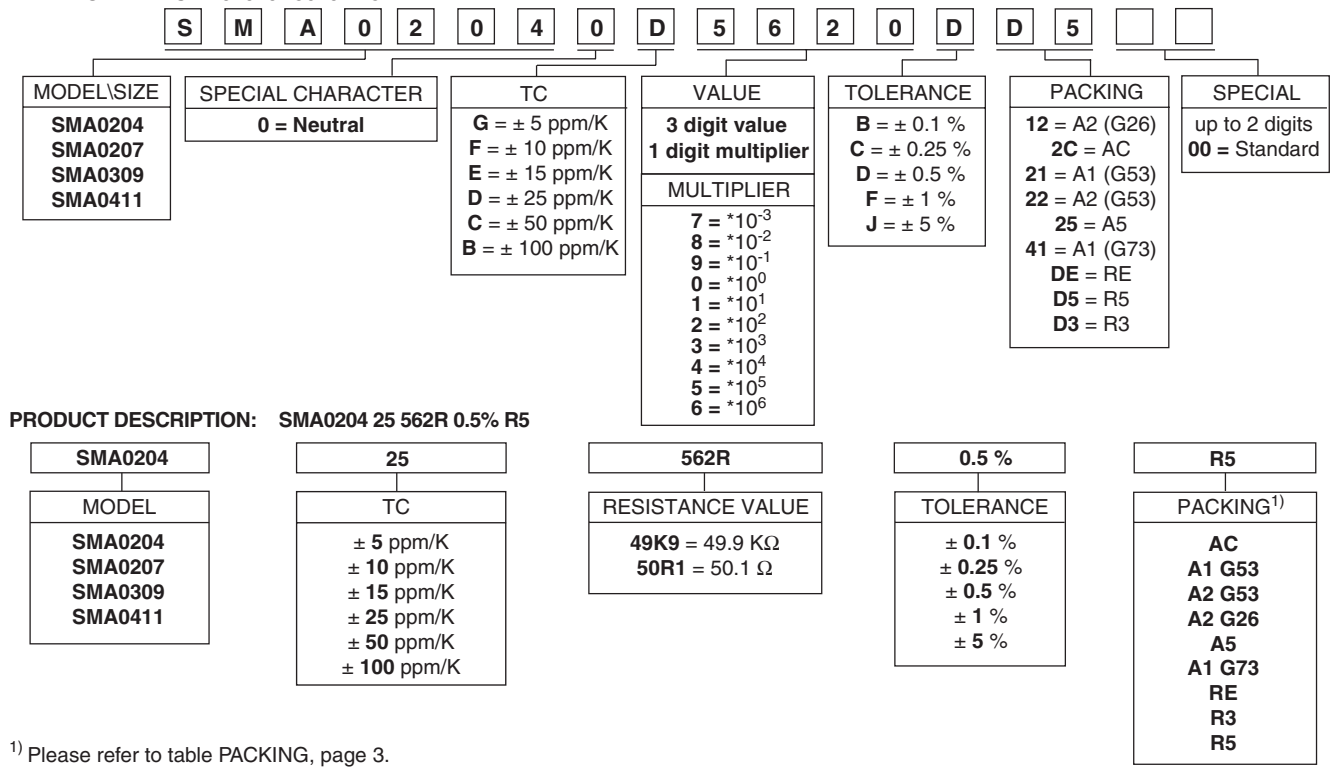 S M A 0 2 0 4 0 D 5 6 2 0 D D 5
MODEL\SIZE
SMA0204
SMA0207
SMA0309
SMA0411
SPECIAL CHARACTER
0 = Neutral
TC
G = ± 5 ppm/K
F = ± 10 ppm/K
E = ± 15 ppm/K
D = ± 25 ppm/K
C = ± 50 ppm/K
B = ± 100 ppm/K
VALUE
3 digit value
1 digit multiplier
MULTIPLIER
7 = *10-3
8 = *10-2
9 = *10-1
0 = *100
1 = *101
2 = *102
3 = *103
4 = *104
5 = *105
6 = *106
TOLERANCE
B = ± 0.1 %
C = ± 0.25 %
D = ± 0.5 %
F = ± 1 %
J = ± 5 %
PACKING
12 = A2 (G26)
2C = AC
21 = A1 (G53)
22 = A2 (G53)
25 = A5
41 = A1 (G73)
DE = RE
D5 = R5
D3 = R3
SPECIAL
up to 2 digits
00 = Standard
PRODUCT DESCRIPTION: SMA0204 25 562R 0.5% R5
SMA0204
MODEL
SMA0204
SMA0207
SMA0309
SMA0411
25
TC
± 5 ppm/K
± 10 ppm/K
± 15 ppm/K
± 25 ppm/K
± 50 ppm/K
± 100 ppm/K
562R
RESISTANCE VALUE
49K9 = 49.9 KΩ
50R1 = 50.1 Ω
0.5 %
TOLERANCE
± 0.1 %
± 0.25 %
± 0.5 %
± 1 %
± 5 %
R5
PACKING1)
AC
A1 G53
A2 G53
A2 G26
A5
A1 G73
RE
R3
R5
1) Please refer to table PACKING, page 3.